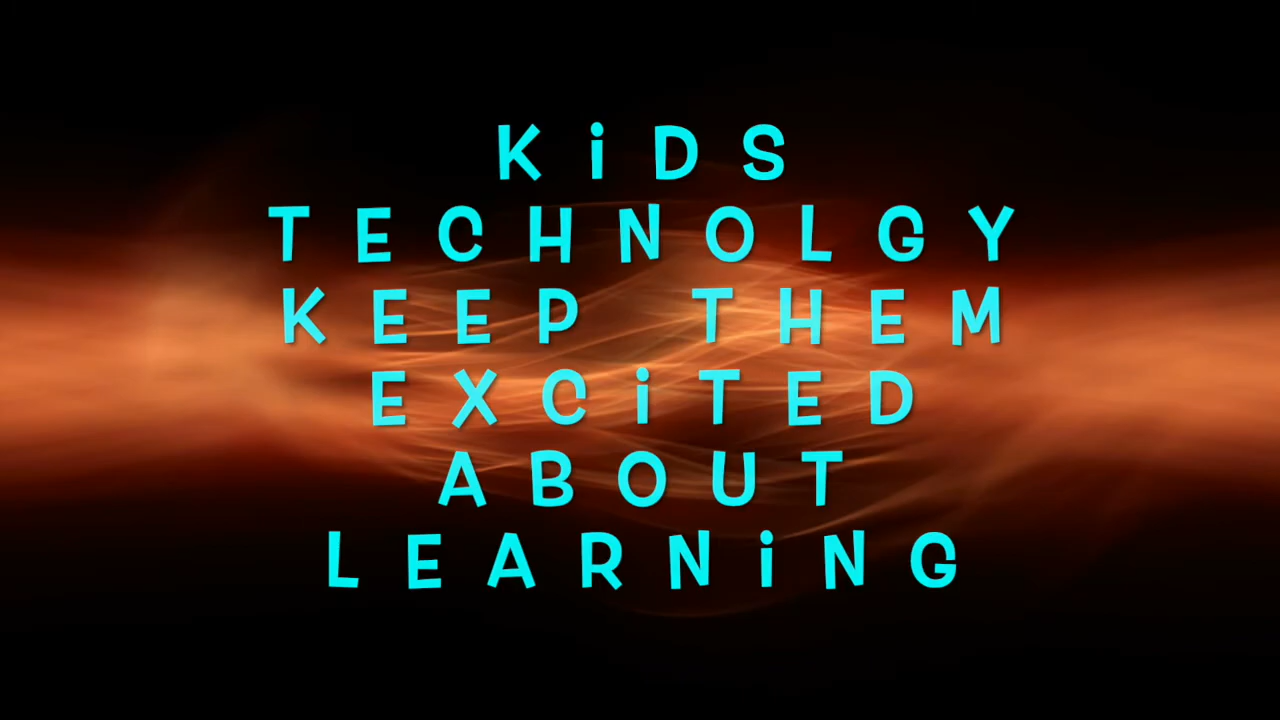 KiDS
TECHNOLGY
KEEP THEM
EXCiTED
ABOUT
LEARNiNG